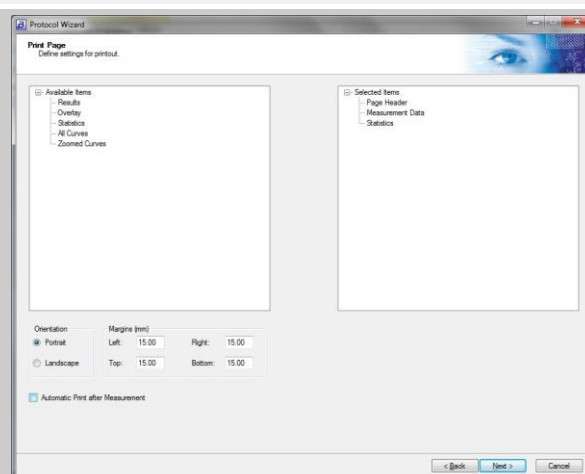 Protocol Wizard
Print Page
Define settings for printout.
Available Items
Results
Overlay
Statistics
All Curves
Zoomed Curves
Selected Items
Page Header
Measurement Data
Statistics
Orientation
Portrait
Landscape
Margins (mm)
Left: 15.00 Right: 15.00
Top: 15.00 Bottom: 15.00
Automatic Print after Measurement
< Back Next > Cancel